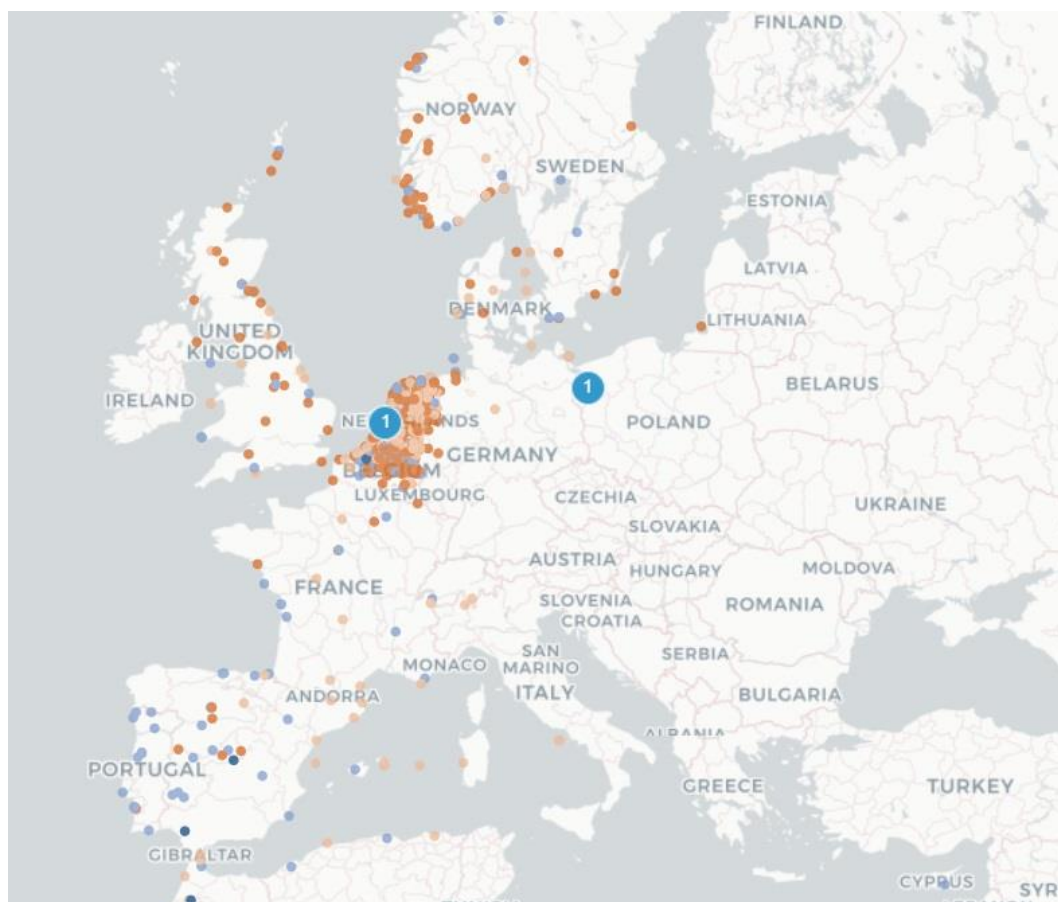 FINLAND
NORWAY
SWEDEN
ESTONIA
LATVIA
DENMARK
LITHUANIA
UNITED
KINGDOM
BELARUS
1
IRELAND
1
POLAND
GERMANY
BELGIUM
LUXEMBOURG
CZECHIA
UKRAINE
SLOVAKIA
AUSTRIA
MOLDOVA
HUNGARY
FRANCE
SLOVENIA
ROMANIA
CROATIA
SAN
MARINO
SERBIA
MONACO
ITALY
ANDORRA
BULGARIA
PORTUGAL
GREECE
TURKEY
GIBRALTAR
CYPRUS
SYR